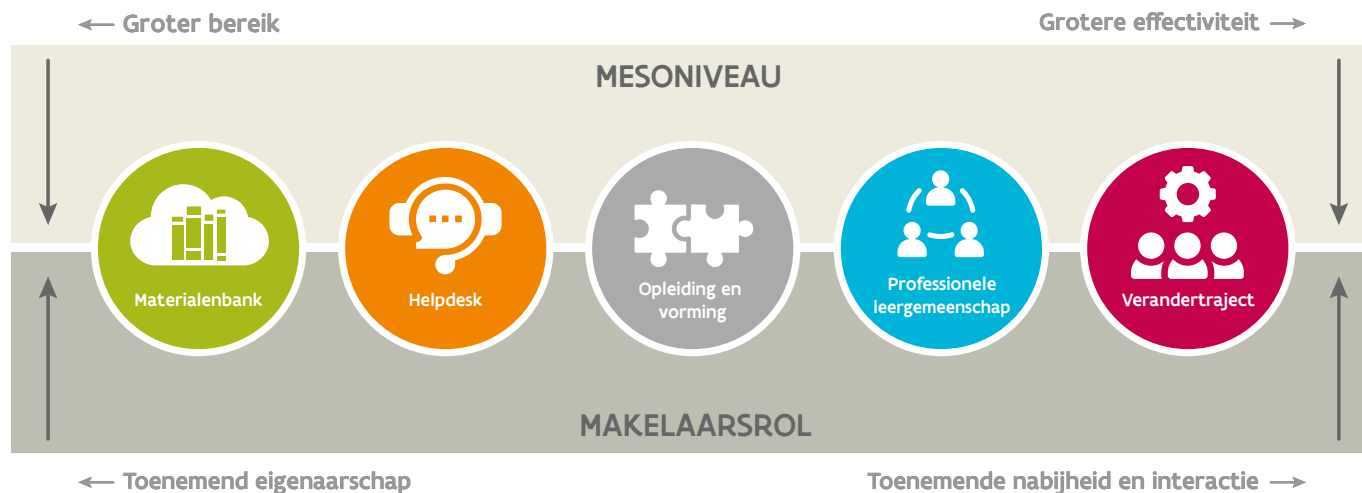 Groter bereik
Grotere effectiviteit
MESONIVEAU
Materialenbank
Helpdesk
Opleiding en
vorming
Professionele
leergemeenschap
Verandertraject
MAKELAARSROL
Toenemend eigenaarschap
Toenemende nabijheid en interactie